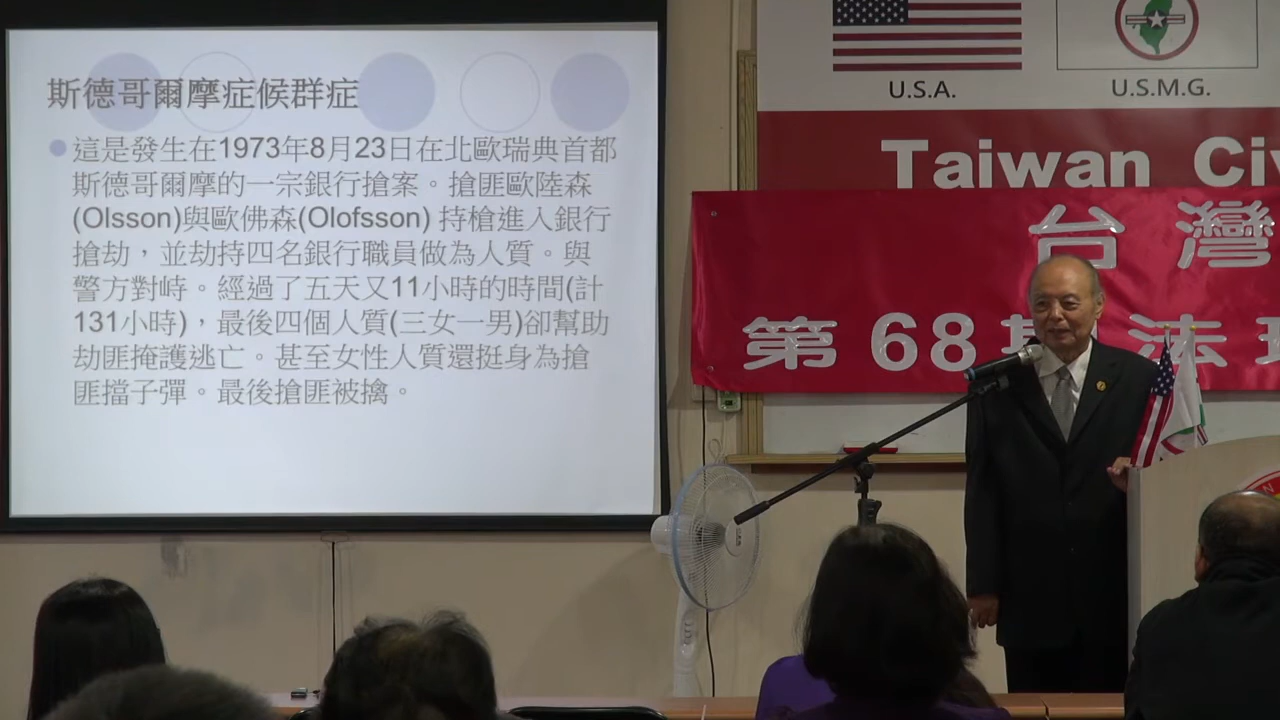 斯德哥爾摩症候群症
這是發生在1973年8月23日在北歐瑞典首都
斯德哥爾摩的一宗銀行搶案。搶匪歐陸森
(Olsson)與歐佛森(Olofsson) 持槍進入銀行
搶劫，並劫持四名銀行職員做為人質。與
警方對峙。經過了五天又11小時的時間(計
131小時)，最後四個人質(三女一男)卻幫助
劫匪掩護逃亡。甚至女性人質還挺身為搶
匪擋子彈。最後搶匪被擒。
U.S.A.
U.S.M.G.
Taiwan Civ
台灣
第68期法理